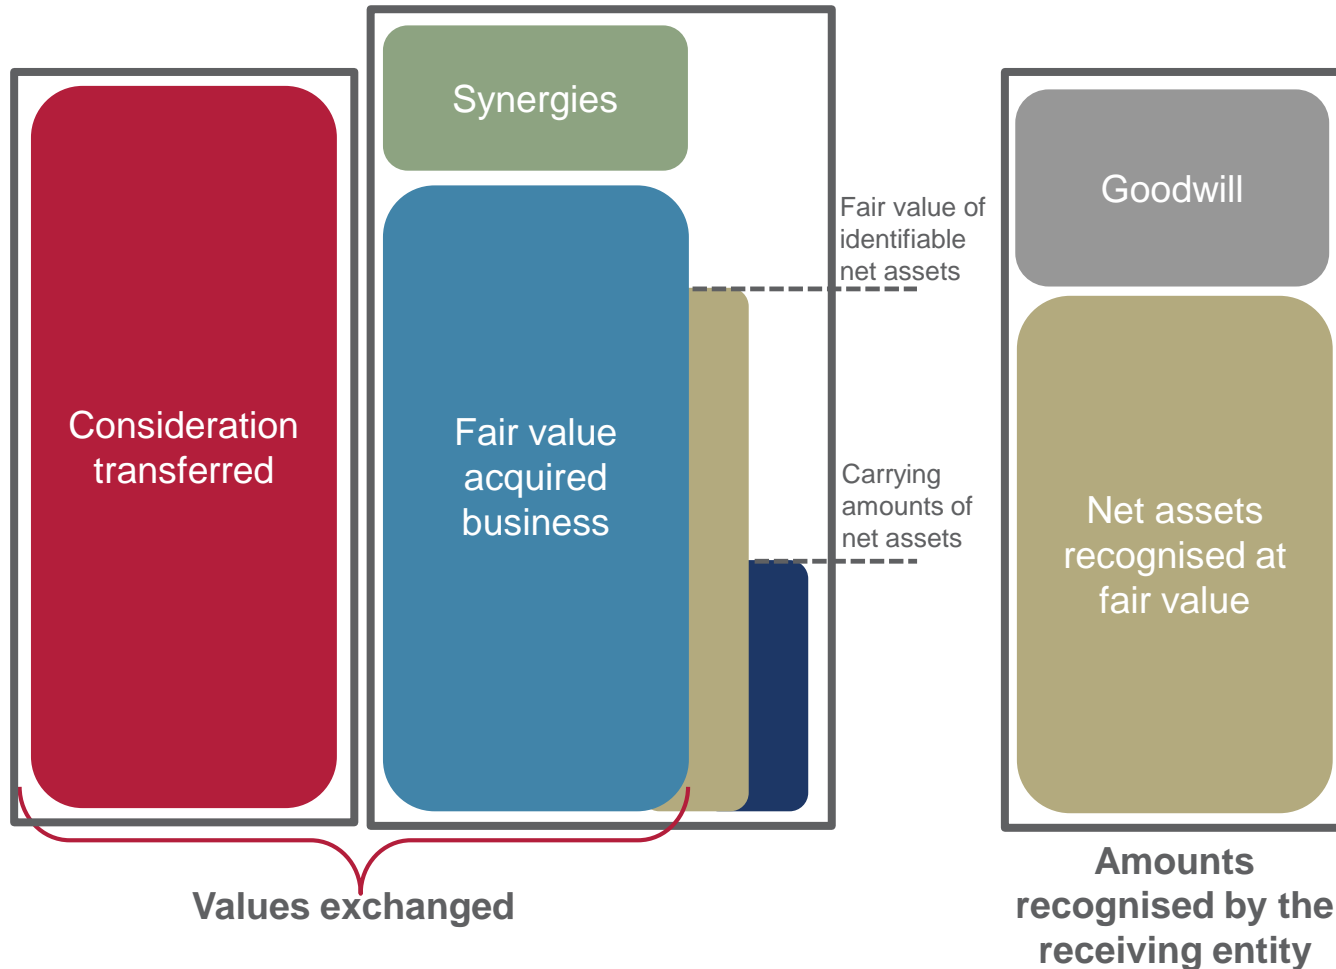 Synergies
Consideration
transferred
Fair value
acquired
business
Fair value of
identifiable
net assets
Carrying
amounts of
net assets
Goodwill
Net assets
recognised at
fair value
Values exchanged
Amounts
recognised by the
receiving entity